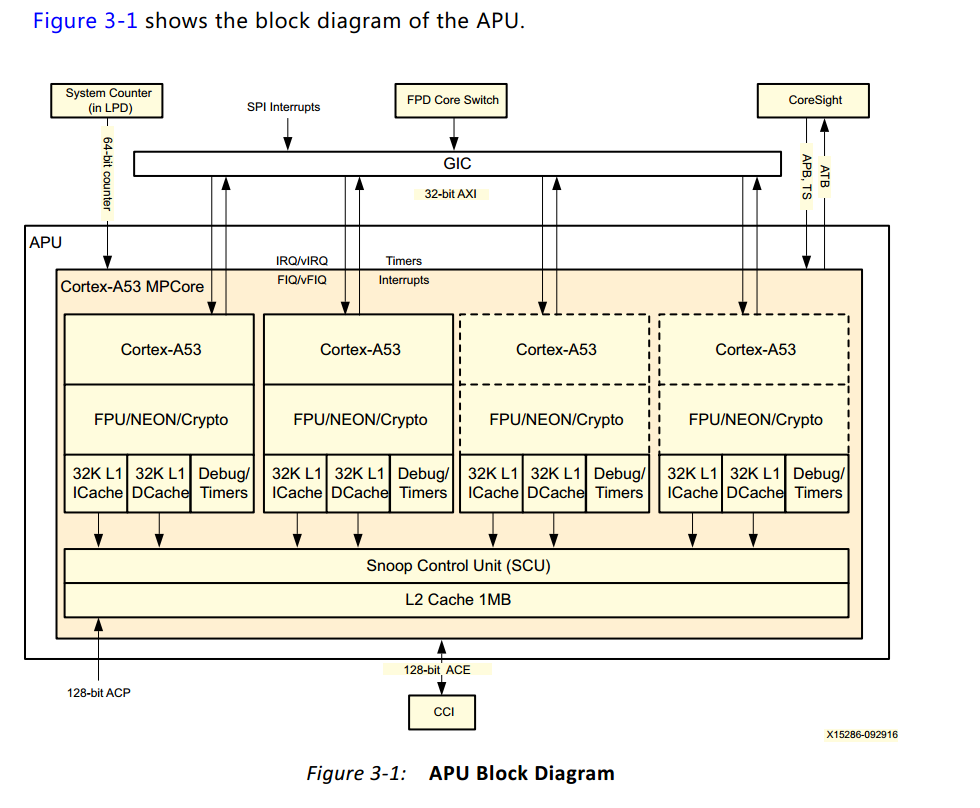 Figure 3-1 shows the block diagram of the APU.
System Counter
(in LPD)
SPI Interrupts
FPD Core Switch
CoreSight
64-bit counter
GIC
32-bit AXI
APB, TS
ATB
APU
IRQ/vIRQ
FIQ/vFIQ
Timers
Interrupts
Cortex-A53 MPCore
Cortex-A53
Cortex-A53
Cortex-A53
Cortex-A53
FPU/NEON/Crypto
FPU/NEON/Crypto
FPU/NEON/Crypto
FPU/NEON/Crypto
32K L1
ICache
32K L1
DCache
Debug/
Timers
32K L1
ICache
32K L1
DCache
Debug/
Timers
32K L1
ICache
32K L1
DCache
Debug/
Timers
32K L1
ICache
32K L1
DCache
Debug/
Timers
Snoop Control Unit (SCU)
L2 Cache 1MB
128-bit ACP
128-bit ACE
CCI
X15286-092916
Figure 3-1: APU Block Diagram